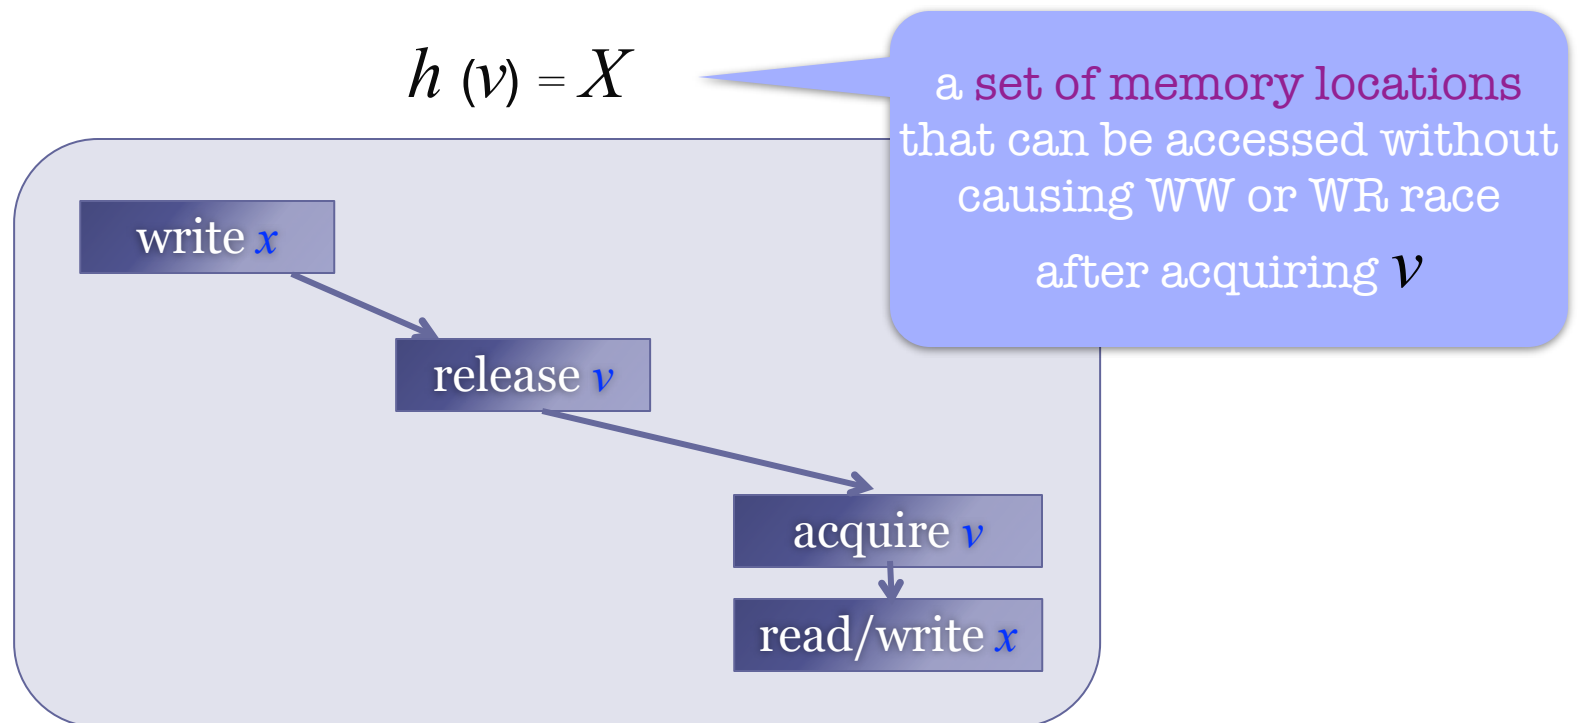 h (v) = X
a set of memory locations
that can be accessed without
causing WW or WR race
after acquiring v
write x
release v
acquire v
read/write x